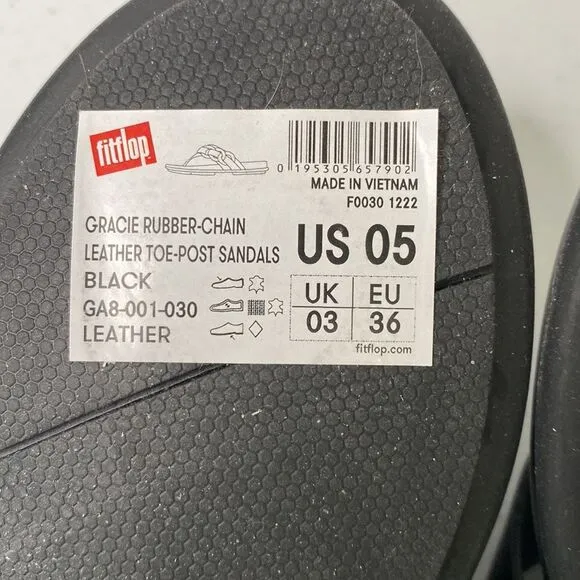 fitflop
0 195305 657902
MADE IN VIETNAM
F0030 1222
GRACIE RUBBER-CHAIN
LEATHER TOE-POST SANDALS
BLACK
GA8-001-030
LEATHER
US 05
UK EU
03 36
fitflop.com